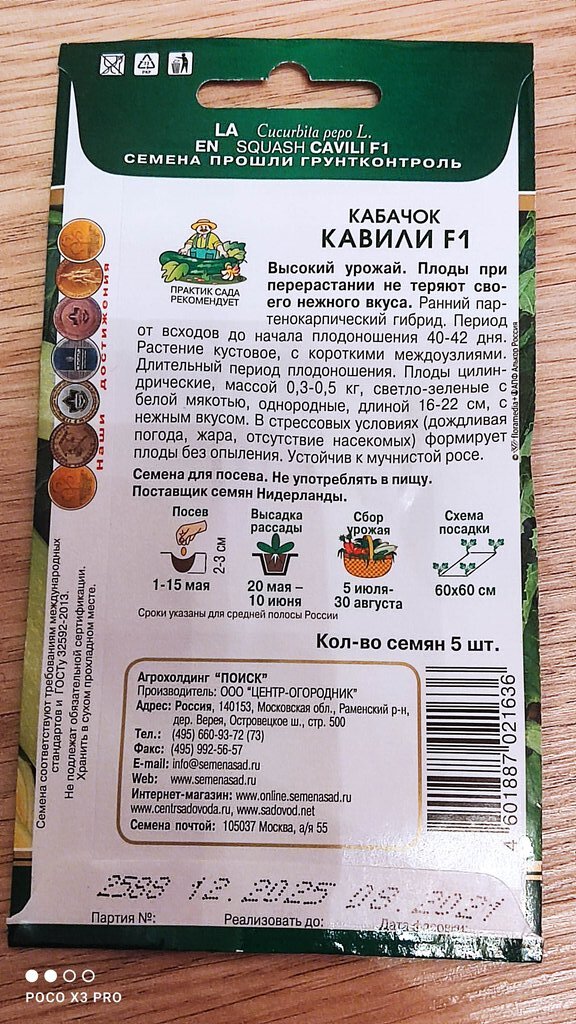 LA Cucurbita pepo L.
EN SQUASH CAVILI F1
СЕМЕНА ПРОШЛИ ГРУНТКОНТРОЛЬ
КАБАЧОК
КАВИЛИ F1
ПРАКТИК САДА
РЕКОМЕНДУЕТ
Высокий урожай. Плоды при
перерастании не теряют сво-
его нежного вкуса. Ранний пар-
тенокарпический гибрид. Период
от всходов до начала плодоношения 40-42 дня.
Растение кустовое, с короткими междоузлиями.
Длительный период плодоношения. Плоды цилин-
дрические, массой 0,3-0,5 кг, светло-зеленые с
белой мякотью, однородные, длиной 16-22 см, с
нежным вкусом. В стрессовых условиях (дождливая
погода, жара, отсутствие насекомых) формирует
плоды без опыления. Устойчив к мучнистой росе.
Семена для посева. Не употреблять в пищу.
Поставщик семян Нидерланды.
Посев
2-3 см
1-15 мая
Высадка
рассады
20 мая –
10 июня
Сбор
урожая
5 июля-
30 августа
Схема
посадки
60х60 см
Сроки указаны для средней полосы России
Кол-во семян 5 шт.
Наши достижения
Семена соответствуют требованиям международных
стандартов и ГОСТу 32592-2013.
Не подлежат обязательной сертификации.
Хранить в сухом прохладном месте.
Агрохолдинг "ПОИСК"
Производитель: ООО "ЦЕНТР-ОГОРОДНИК"
Адрес: Россия, 140153, Московская обл., Раменский р-н,
дер. Верея, Островецкое ш., стр. 500
Тел.: (495) 660-93-72 (73)
Факс: (495) 992-56-57
E-mail: info@semenasad.ru
Web: www.semenasad.ru
Интернет-магазин: www.online.semenasad.ru
www.centrsadovoda.ru, www.sadovod.net
Семена почтой: 105037 Москва, а/я 55
4 601887 021636
2589 12.2025 08.2021
Партия №: Реализовать до: Дата фасовки:
POCO X3 PRO